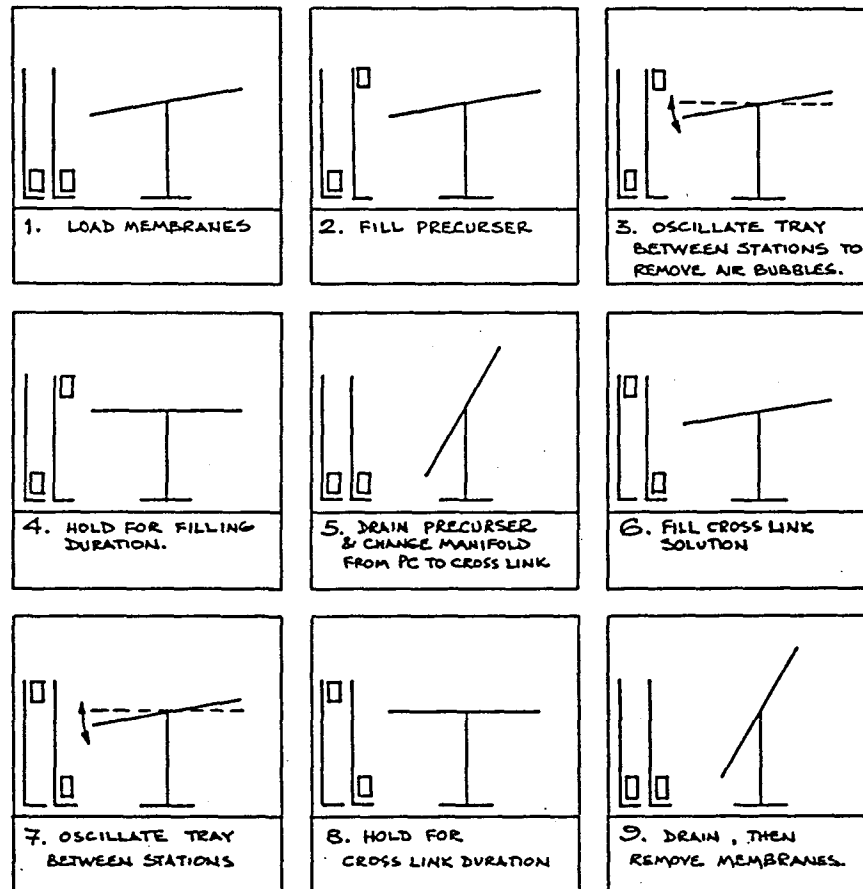 1. LOAD MEMBRANES
2. FILL PRECURSER
3. OSCILLATE TRAY
BETWEEN STATIONS TO
REMOVE AIR BUBBLES.
4. HOLD FOR FILLING
DURATION.
5. DRAIN PRECURSER
& CHANGE MANIFOLD
FROM PC TO CROSS LINK
6. FILL CROSS LINK
SOLUTION
7. OSCILLATE TRAY
BETWEEN STATIONS
8. HOLD FOR
CROSS LINK DURATION
9. DRAIN, THEN
REMOVE MEMBRANES.